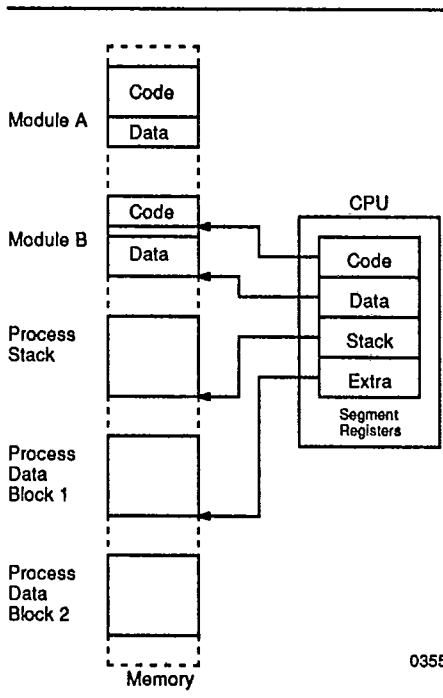 Module A
Code
Data
Module B
Code
Data
Process
Stack
Process
Data
Block 1
Process
Data
Block 2
Memory
CPU
Code
Data
Stack
Extra
Segment
Registers
0355